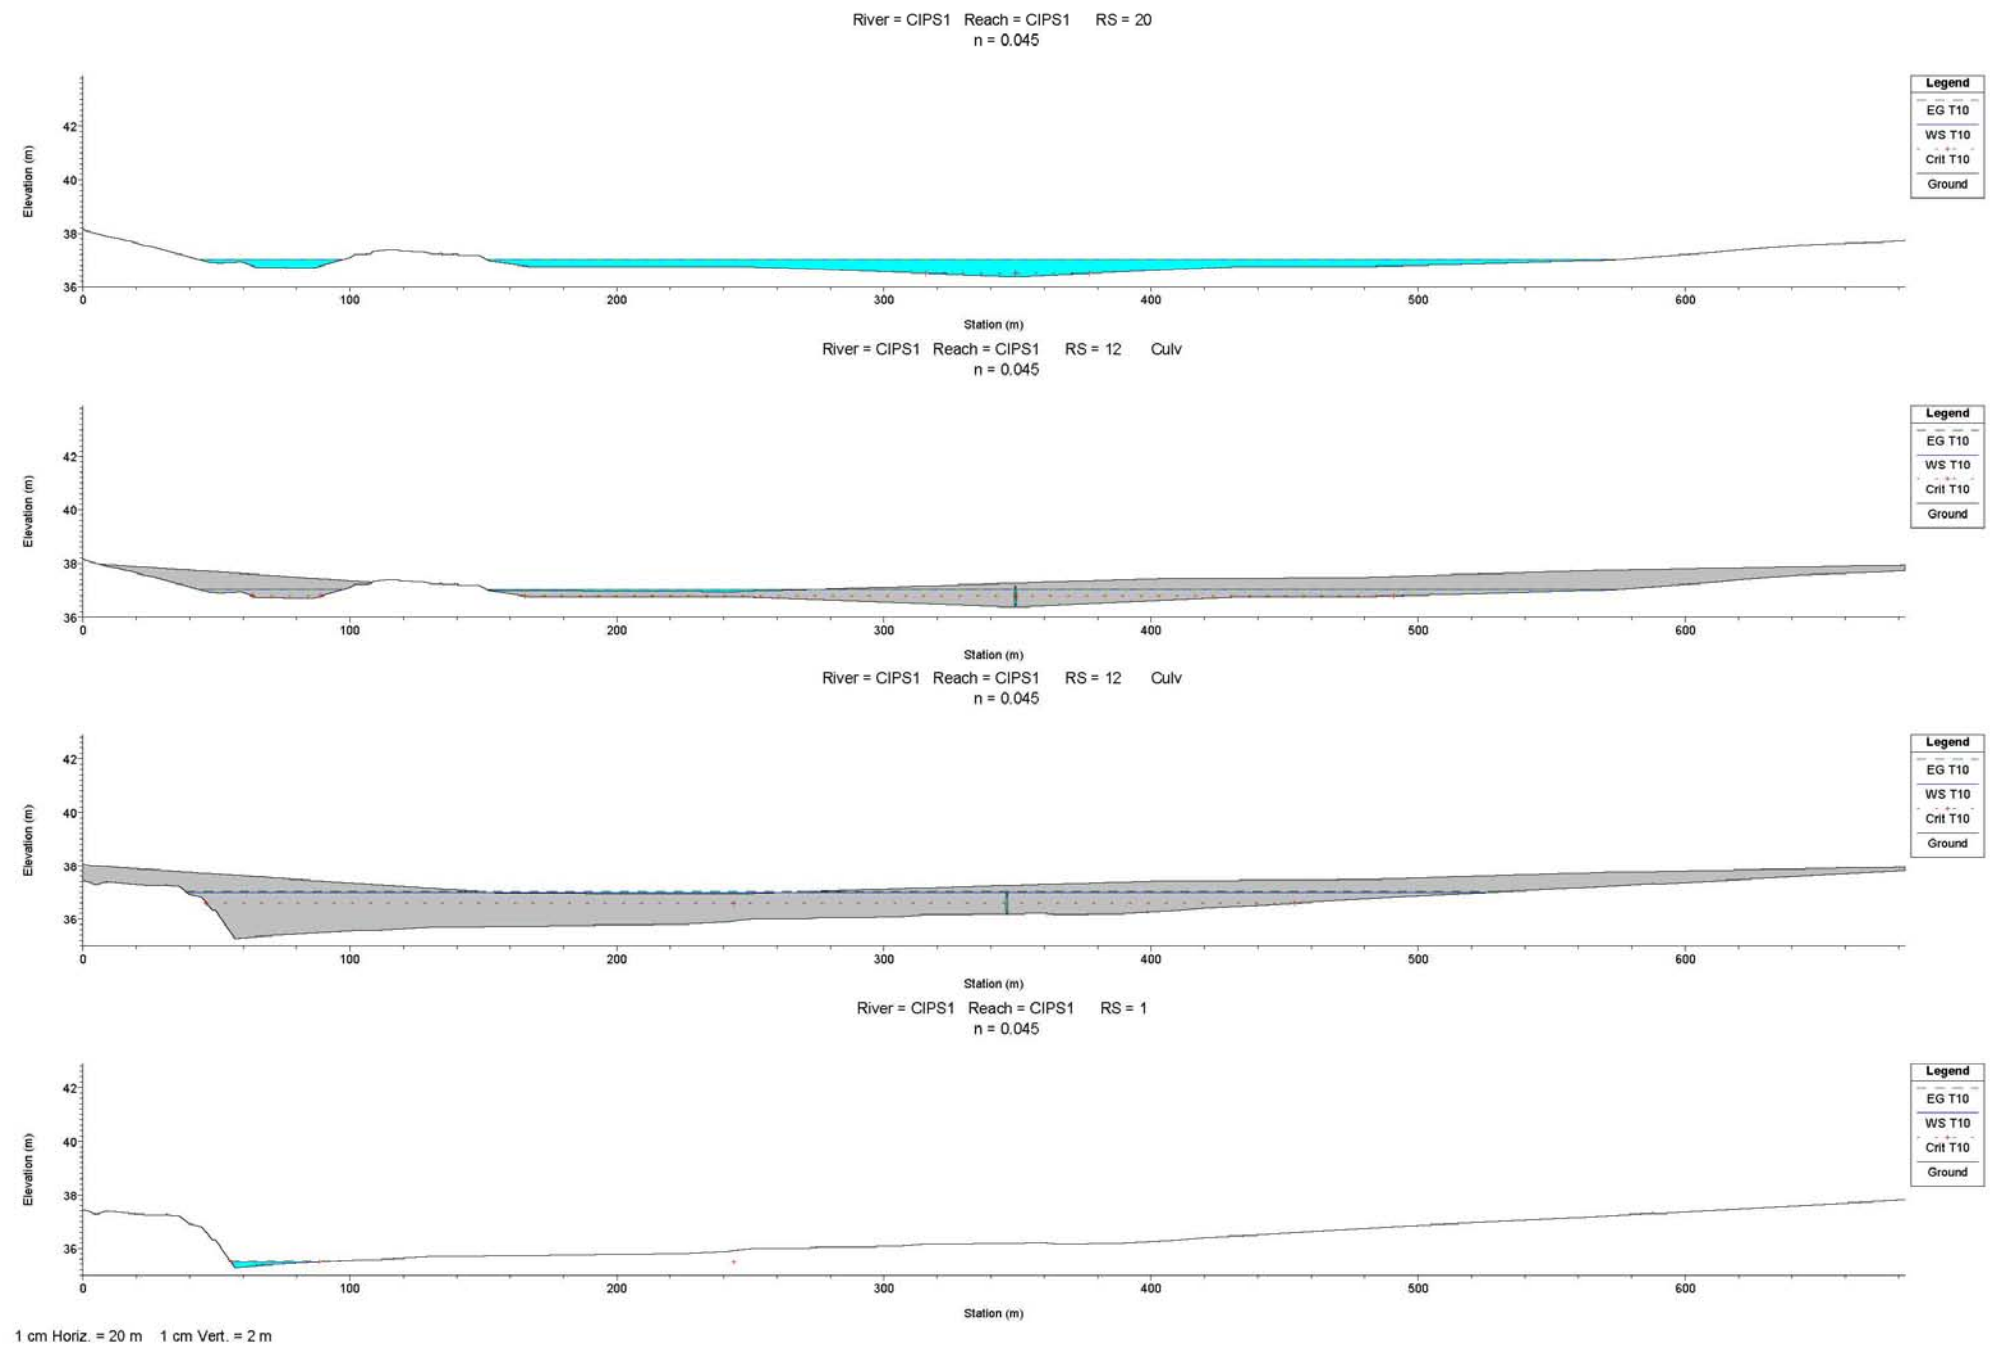 River = CIPS1 Reach = CIPS1 RS = 20
n = 0.045
Legend
EG T10
WS T10
Crit T10
Ground
Elevation (m)
42
40
38
36
0 100 200 300 400 500 600
Station (m)
River = CIPS1 Reach = CIPS1 RS = 12 Culv
n = 0.045
Legend
EG T10
WS T10
Crit T10
Ground
Elevation (m)
42
40
38
36
0 100 200 300 400 500 600
Station (m)
River = CIPS1 Reach = CIPS1 RS = 12 Culv
n = 0.045
Legend
EG T10
WS T10
Crit T10
Ground
Elevation (m)
42
40
38
36
0 100 200 300 400 500 600
Station (m)
River = CIPS1 Reach = CIPS1 RS = 1
n = 0.045
Legend
EG T10
WS T10
Crit T10
Ground
Elevation (m)
42
40
38
36
0 100 200 300 400 500 600
Station (m)
1 cm Horiz. = 20 m 1 cm Vert. = 2 m